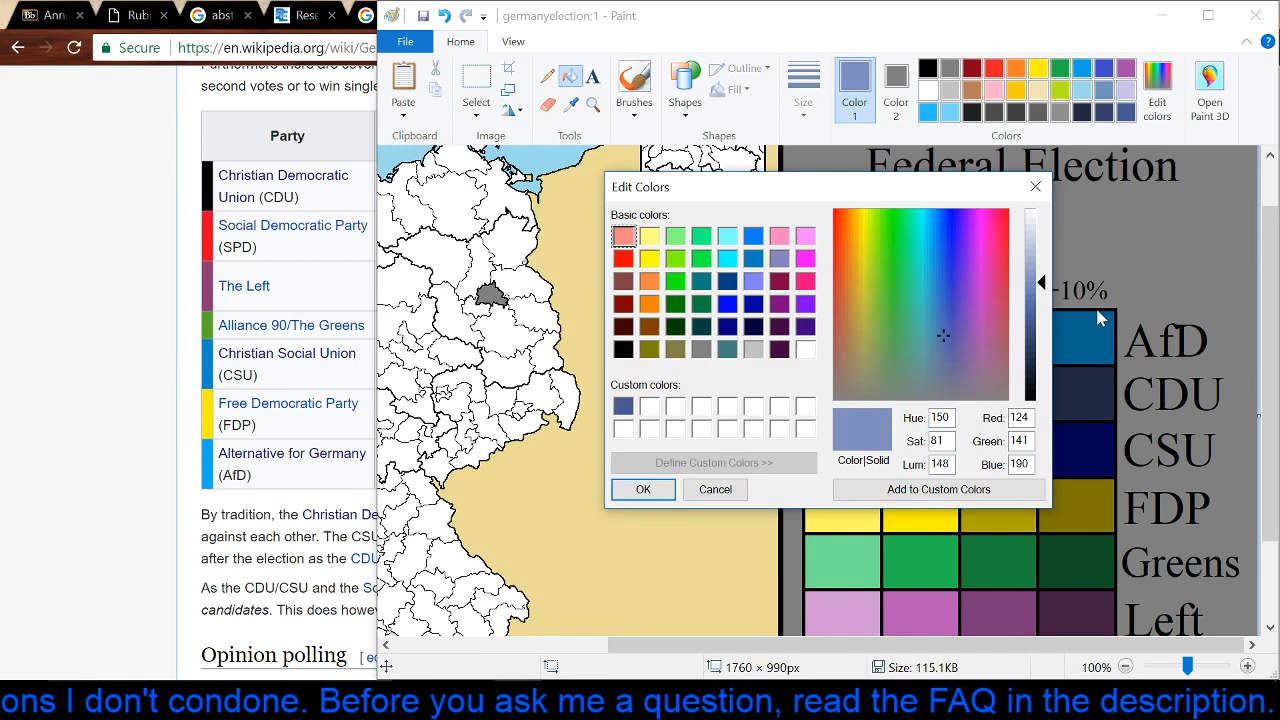 Anno
Rubi
abst
Rese
germanyelection;1 - Paint
Secure
https://en.wikipedia.org/wiki/Ge
File
Home
View
Paste
Select
Brushes
Shapes
Outline
Fill
Size
Color
1
Color
2
Edit
colors
Open
Paint 3D
Clipboard
Image
Tools
Shapes
Colors
second votes or to win single
Party
Christian Democratic
Union (CDU)
Social Democratic Party
(SPD)
The Left
Alliance 90/The Greens
Christian Social Union
(CSU)
Free Democratic Party
(FDP)
Alternative for Germany
(AfD)
By tradition, the Christian De
against each other. The CSU
after the election as the CDU
As the CDU/CSU and the So
candidates. This does howev
Opinion polling [ ed
Federal Election
-10%
AfD
CDU
CSU
FDP
Greens
Left
Edit Colors
Basic colors:
Custom colors:
Define Custom Colors >>
OK
Cancel
Color|Solid
Hue: 150
Sat: 81
Lum: 148
Red: 124
Green: 141
Blue: 190
Add to Custom Colors
1760 × 990px
Size: 115.1KB
100%
ons I don't condone. Before you ask me a question, read the FAQ in the description.